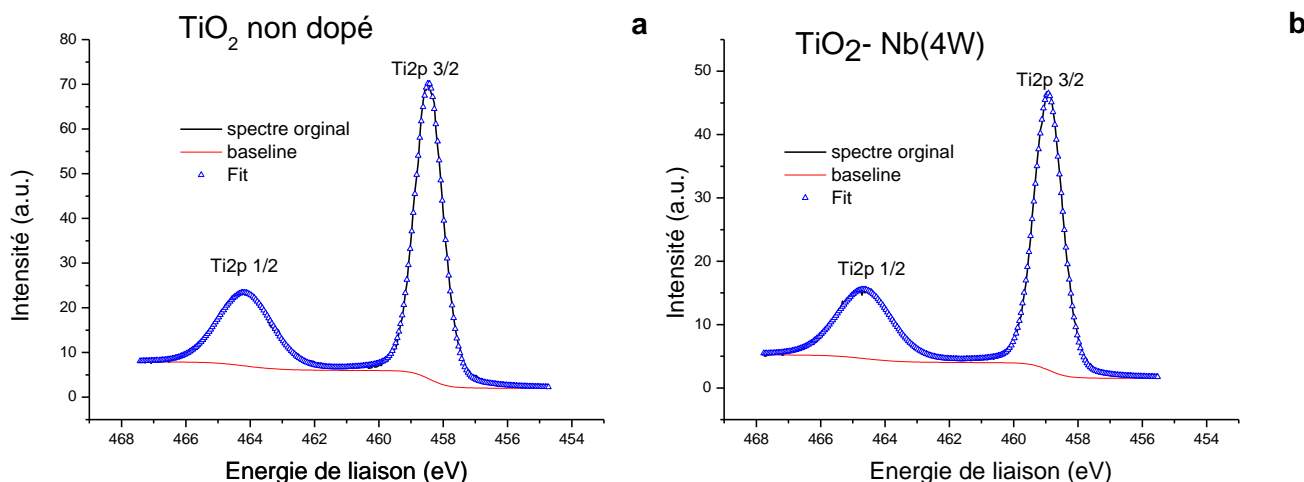 TiO2 non dopé
a
Ti2p 3/2
spectre orginal
baseline
Fit
Ti2p 1/2
Intensité (a.u.)
80
70
60
50
40
30
20
10
0
468 466 464 462 460 458 456 454
Energie de liaison (eV)
b
TiO2- Nb(4W)
Ti2p 3/2
spectre orginal
baseline
Fit
Ti2p 1/2
Intensité (a.u.)
50
40
30
20
10
0
468 466 464 462 460 458 456 454
Energie de liaison (eV)